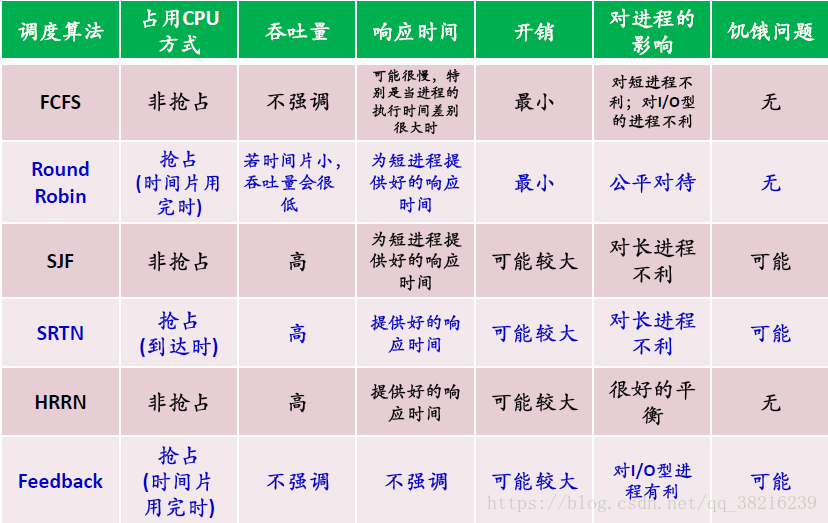 调度算法
占用CPU
方式
吞吐量
响应时间
开销
对进程的
影响
饥饿问题
FCFS
非抢占
不强调
可能很慢，特
别是当进程的
执行时间差别
很大时
最小
对短进程不
利；对I/O型
的进程不利
无
Round
Robin
抢占
(时间片用
完时)
若时间片小，
吞吐量会很
低
为短进程提
供好的响应
时间
最小
公平对待
无
SJF
非抢占
高
为短进程提
供好的响应
时间
可能较大
对长进程
不利
可能
SRTN
抢占
(到达时)
高
提供好的响
应时间
可能较大
对长进程
不利
可能
HRRN
非抢占
高
提供好的响
应时间
可能较大
很好的平
衡
无
Feedback
抢占
(时间片
用完时)
不强调
不强调
可能较大
对I/O型进
程有利
可能
https://blog.csdn.net/qq_38216239